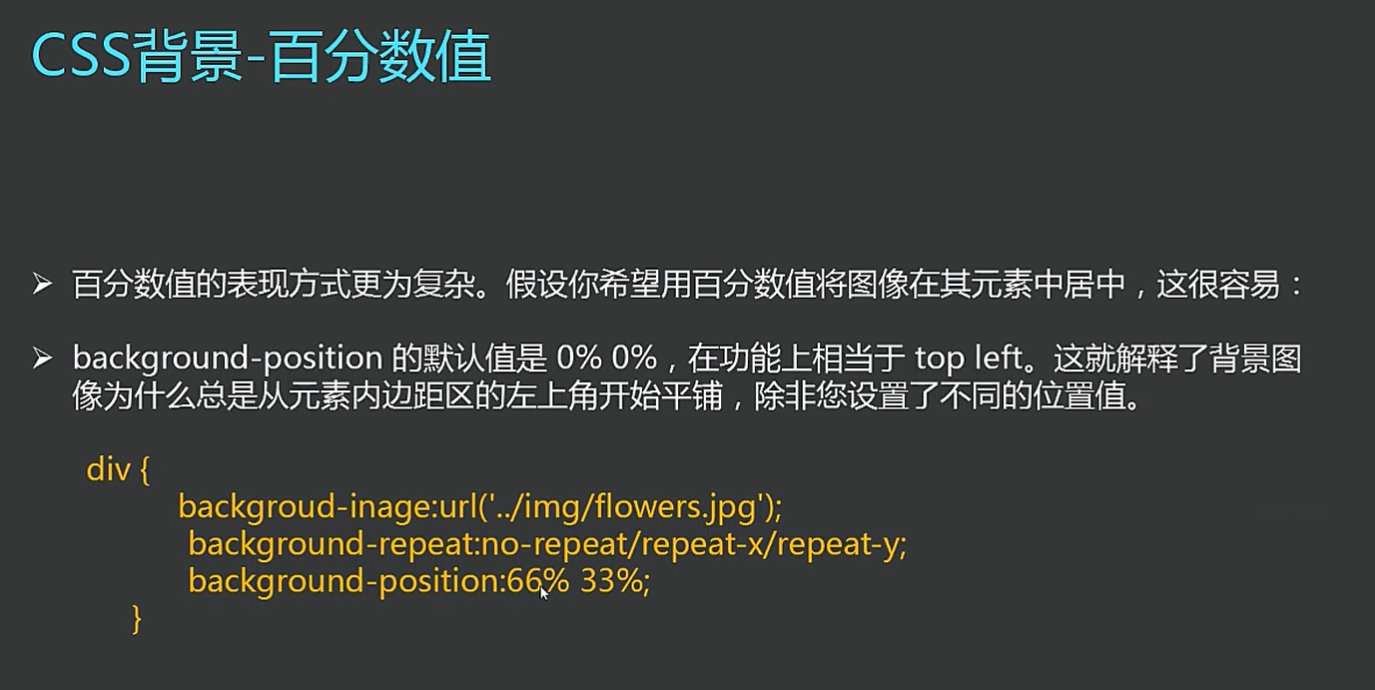 CSS背景-百分数值
百分数值的表现方式更为复杂。假设你希望用百分数值将图像在其元素中居中，这很容易：
background-position 的默认值是 0% 0%，在功能上相当于 top left。这就解释了背景图
像为什么总是从元素内边距区的左上角开始平铺，除非您设置了不同的位置值。
div {
backgroud-inage:url('../img/flowers.jpg');
background-repeat:no-repeat/repeat-x/repeat-y;
background-position:66% 33%;
}